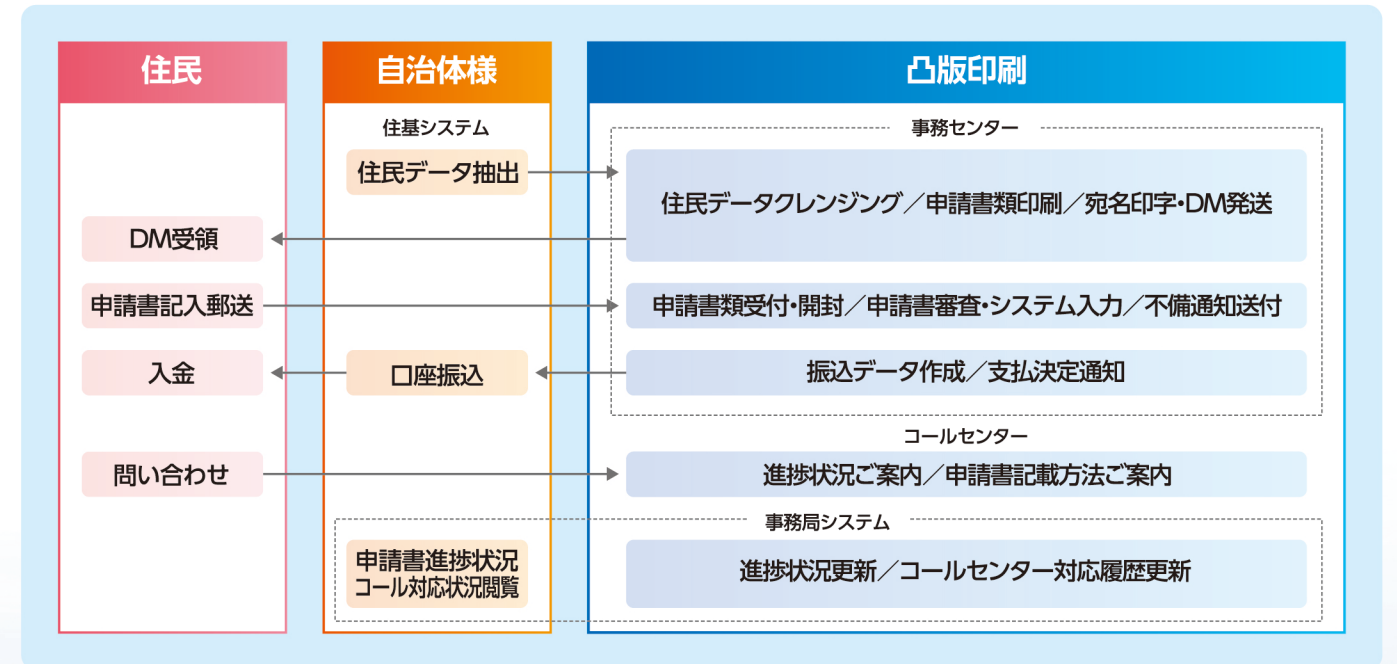 住民
自治体様
凸版印刷
住基システム
事務センター
住民データ抽出
住民データクレンジング／申請書類印刷／宛名印字・DM発送
DM受領
申請書記入郵送
申請書類受付・開封／申請書審査・システム入力／不備通知送付
入金
口座振込
振込データ作成／支払決定通知
コールセンター
問い合わせ
進捗状況ご案内／申請書記載方法ご案内
事務局システム
申請書進捗状況
コール対応状況閲覧
進捗状況更新／コールセンター対応履歴更新